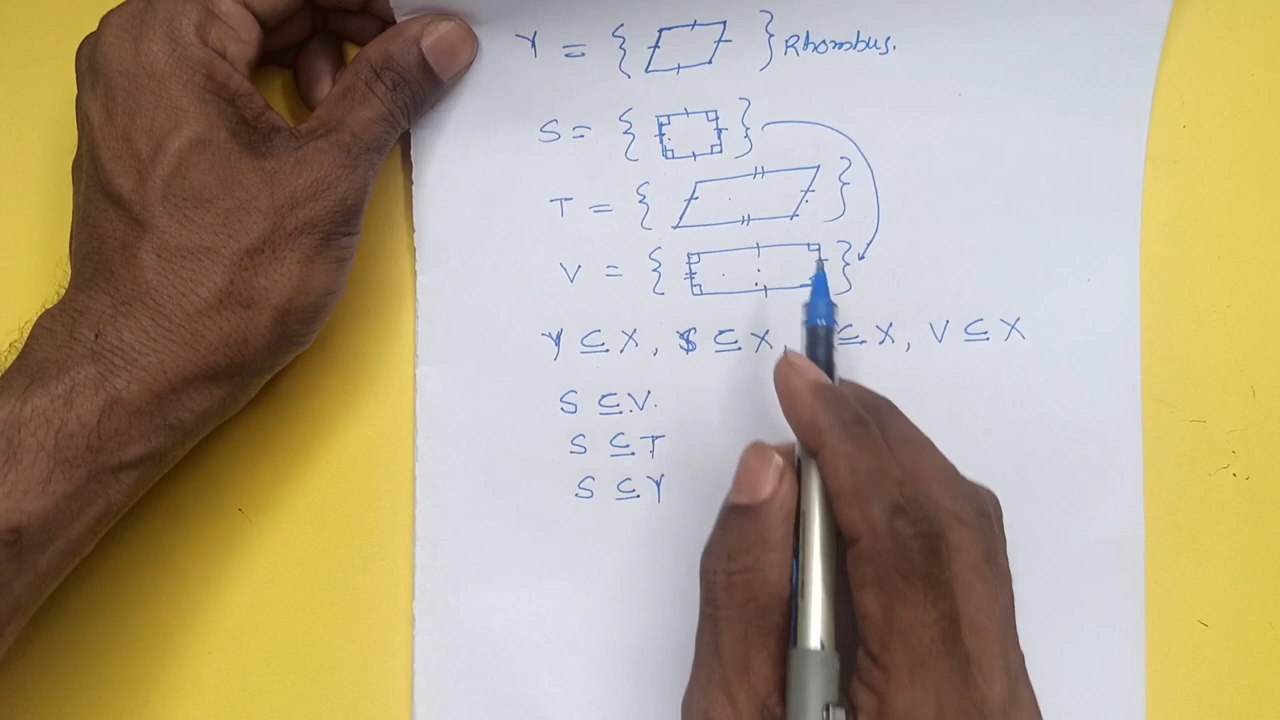 Y = { } Rhombus.
S = { }
T = { }
V = { }
Y ⊆ X, S ⊆ X, ⊆ X, V ⊆ X
S ⊆ V.
S ⊆ T
S ⊆ Y